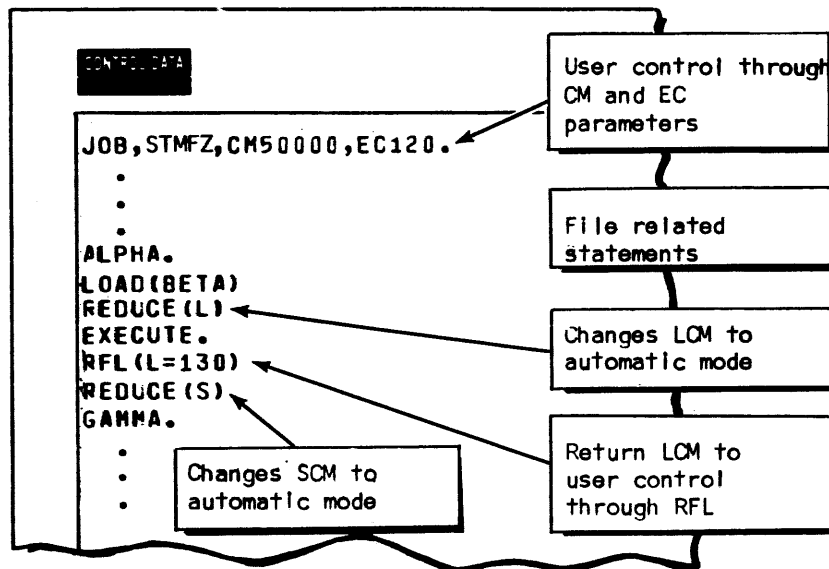 CONTROL DATA
User control through
CM and EC
parameters
JOB,STMFZ,CM50000,EC120.
.
.
.
File related
statements
ALPHA.
LOAD(BETA)
REDUCE(L)
EXECUTE.
RFL(L=130)
REDUCE(S)
GAMMA.
.
.
.
Changes LCM to
automatic mode
Return LCM to
user control
through RFL
Changes SCM to
automatic mode